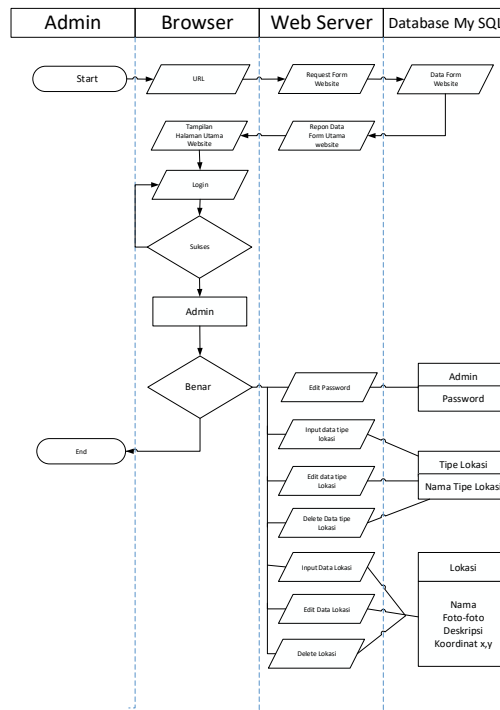 Admin
Browser
Web Server
Database My SQL
Start
URL
Request Form
Website
Data Form
Website
Tampilan
Halaman Utama
Website
Repon Data
Form Utama
website
Login
Sukses
Admin
Benar
Edit Password
Admin
Password
Input data tipe
lokasi
End
Tipe Lokasi
Edit data tipe
Lokasi
Nama Tipe Lokasi
Delete Data tipe
Lokasi
Input Data Lokasi
Lokasi
Edit Data Lokasi
Nama
Foto-foto
Deskripsi
Koordinat x,y
Delete Lokasi